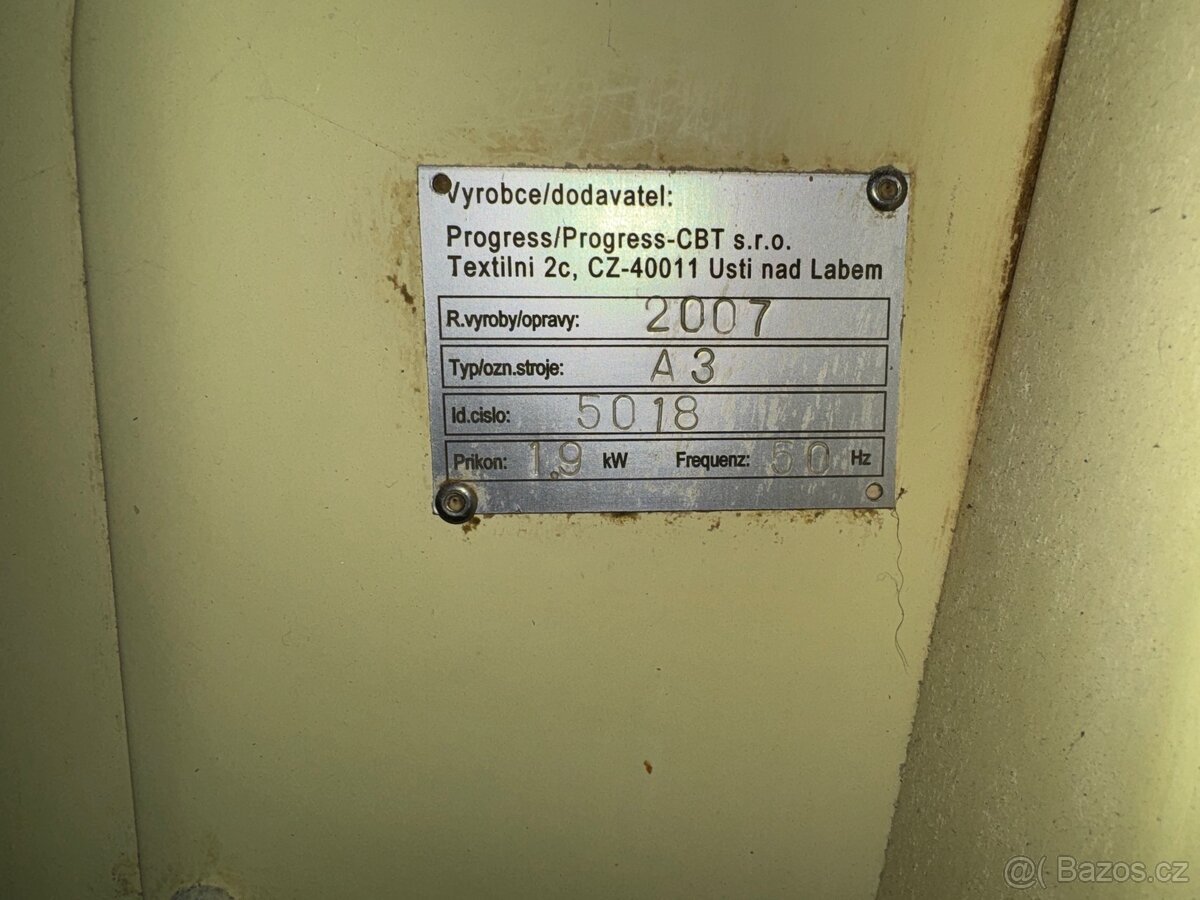 Vyrobce/dodavatel:
Progress/Progress-CBT s.r.o.
Textilni 2c, CZ-40011 Usti nad Labem
R.vyroby/opravy: 2007
Typ/ozn.stroje: A3
Id.cislo: 5018
Prikon: 1,9 kW Frequenz: 50 Hz
@( Bazos.cz